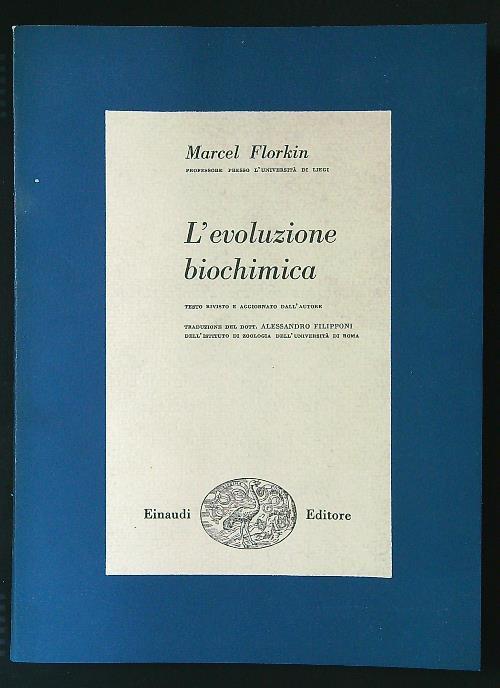 Marcel Florkin
PROFESSORE PRESSO L'UNIVERSITÀ DI LIEGI
L'evoluzione
biochimica
TESTO RIVISTO E AGGIORNATO DALL'AUTORE
TRADUZIONE DEL DOTT. ALESSANDRO FILIPPONI
DELL'ISTITUTO DI ZOOLOGIA DELL'UNIVERSITÀ DI ROMA
Einaudi Editore